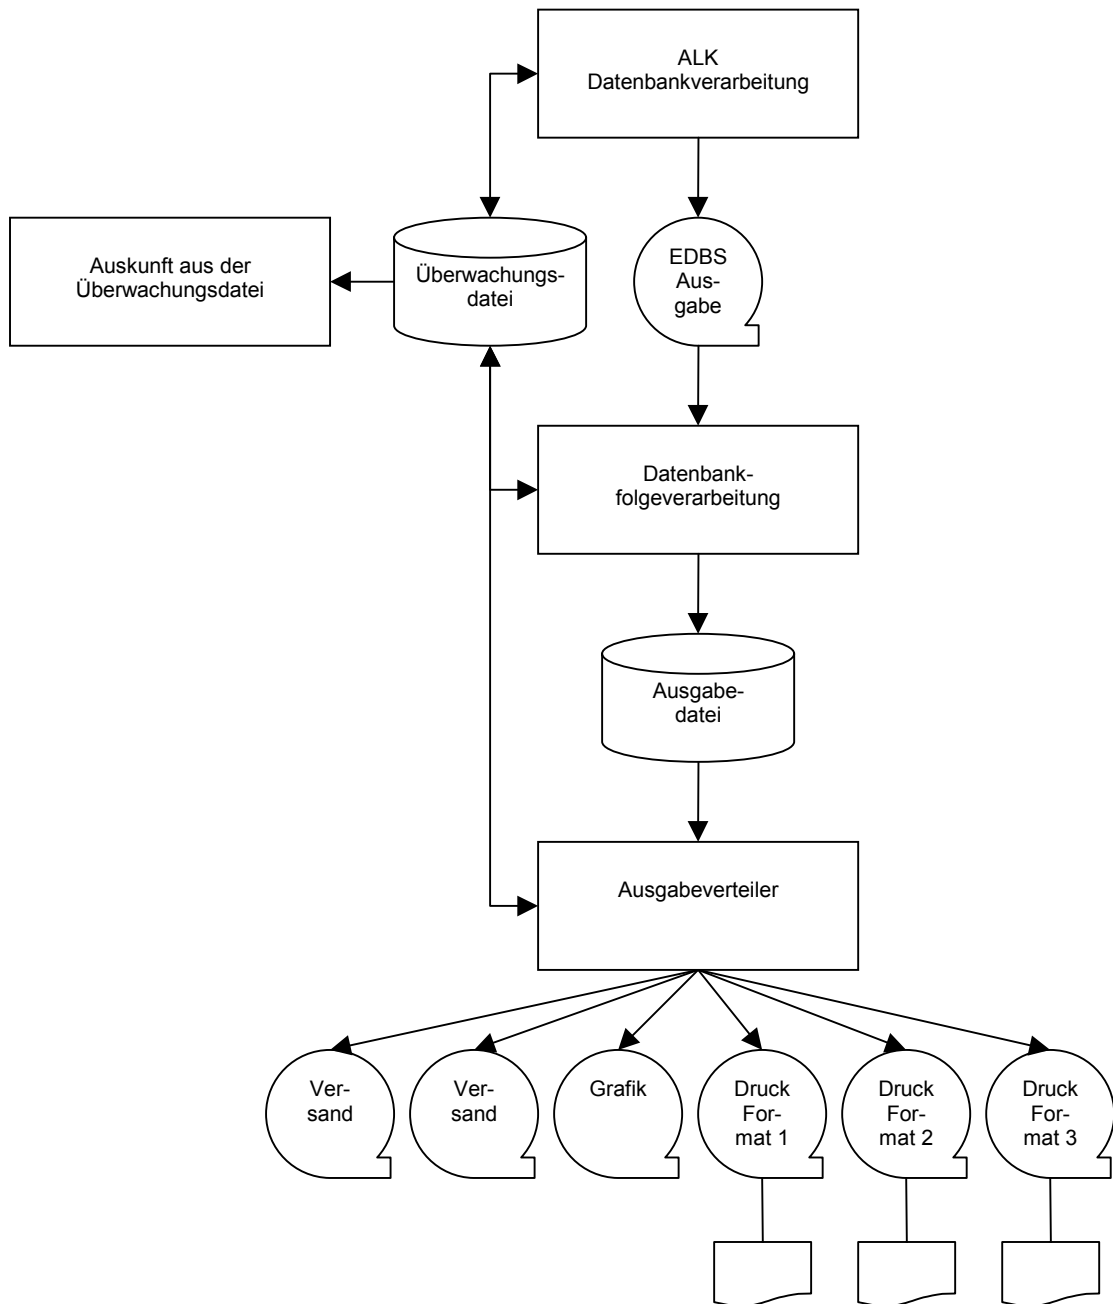 ALK
Datenbankverarbeitung
Auskunft aus der
Überwachungsdatei
Überwachungs-
datei
EDBS
Aus-
gabe
Datenbank-
folgeverarbeitung
Ausgabe-
datei
Ausgabeverteiler
Ver-
sand
Ver-
sand
Grafik
Druck
For-
mat 1
Druck
For-
mat 2
Druck
For-
mat 3